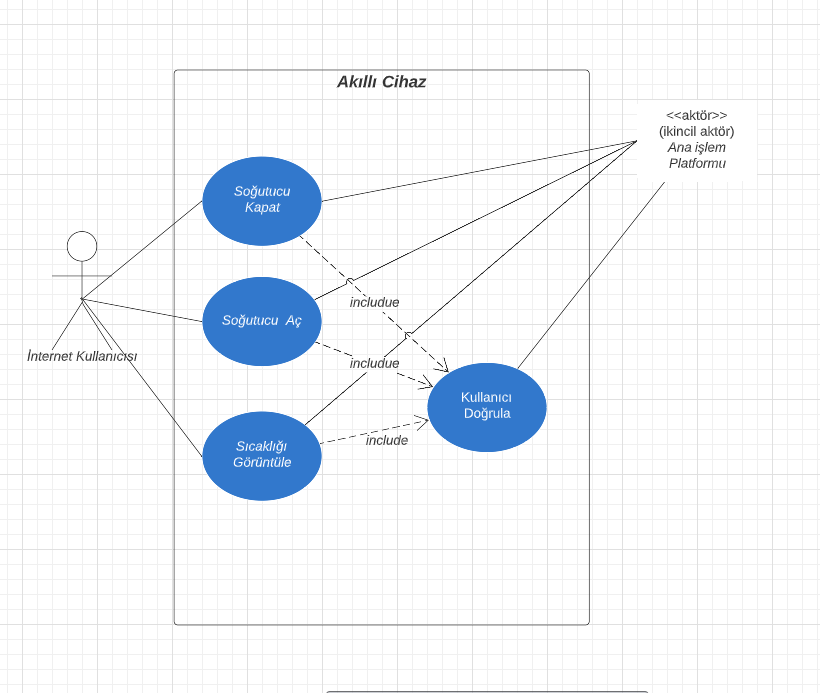 Akıllı Cihaz
<<aktör>>
(ikincil aktör)
Ana işlem
Platformu
Soğutucu
Kapat
includue
Soğutucu  Aç
İnternet Kullanıcısı
includue
Kullanıcı
Doğrula
Sıcaklığı
Görüntüle
include